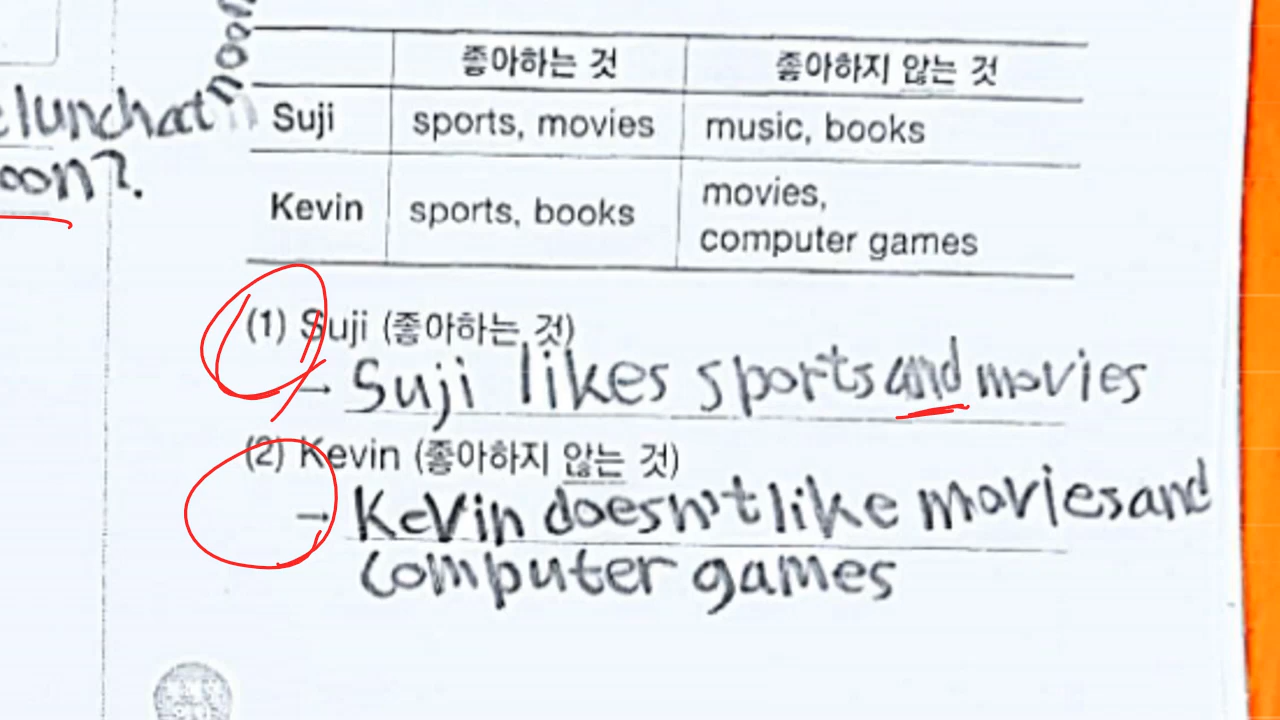 noon
좋아하는 것 좋아하지 않는 것
lunchat
Suji sports, movies music, books
oon?.
Kevin sports, books movies,
computer games
(1) Suji (좋아하는 것)
→ Suji likes sports and movies
(2) Kevin (좋아하지 않는 것)
→ Kevin doesn't like movies and
computer games